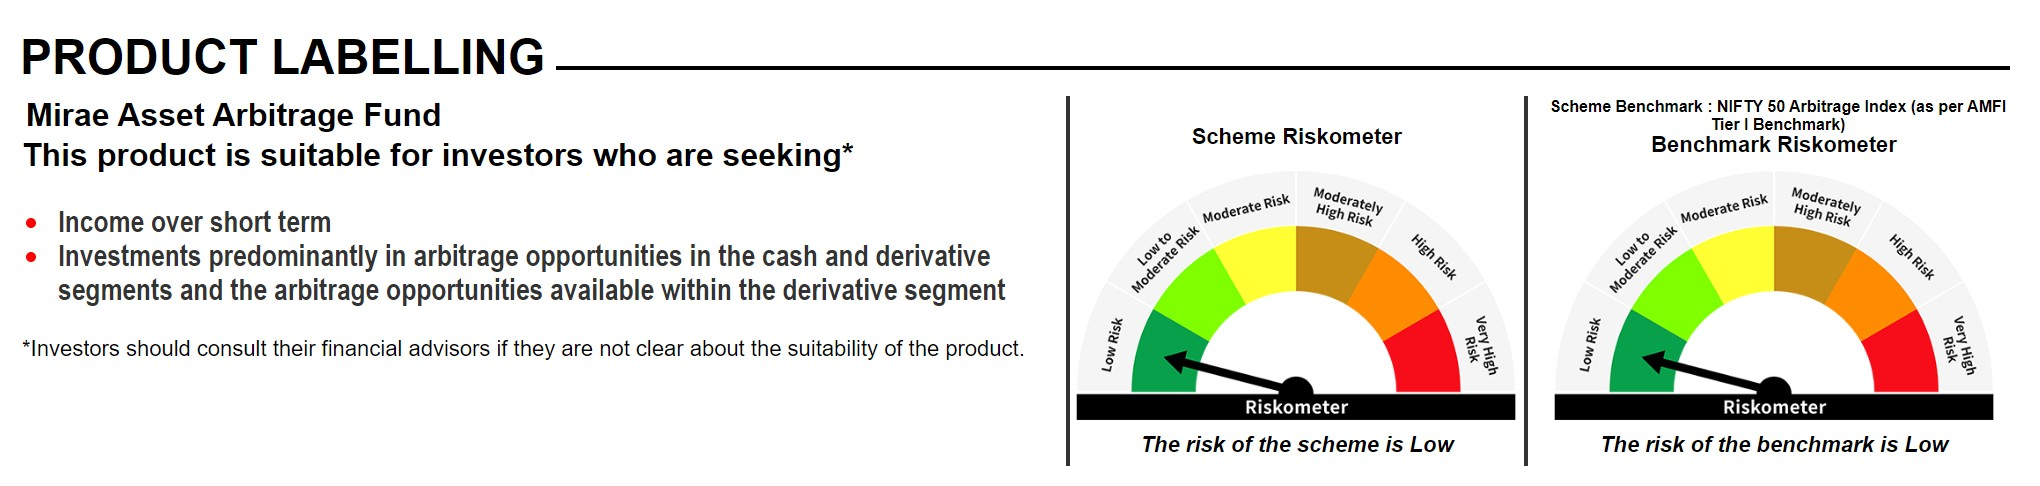 PRODUCT LABELLING
Mirae Asset Arbitrage Fund
This product is suitable for investors who are seeking*
Income over short term
Investments predominantly in arbitrage opportunities in the cash and derivative
segments and the arbitrage opportunities available within the derivative segment
*Investors should consult their financial advisors if they are not clear about the suitability of the product.
Scheme Riskometer
Low Risk
Low to
Moderate Risk
Moderate Risk
Moderately
High Risk
High Risk
Very High
Risk
Riskometer
The risk of the scheme is Low
Scheme Benchmark : NIFTY 50 Arbitrage Index (as per AMFI
Tier I Benchmark)
Benchmark Riskometer
Low Risk
Low to
Moderate Risk
Moderate Risk
Moderately
High Risk
High Risk
Very High
Risk
Riskometer
The risk of the benchmark is Low